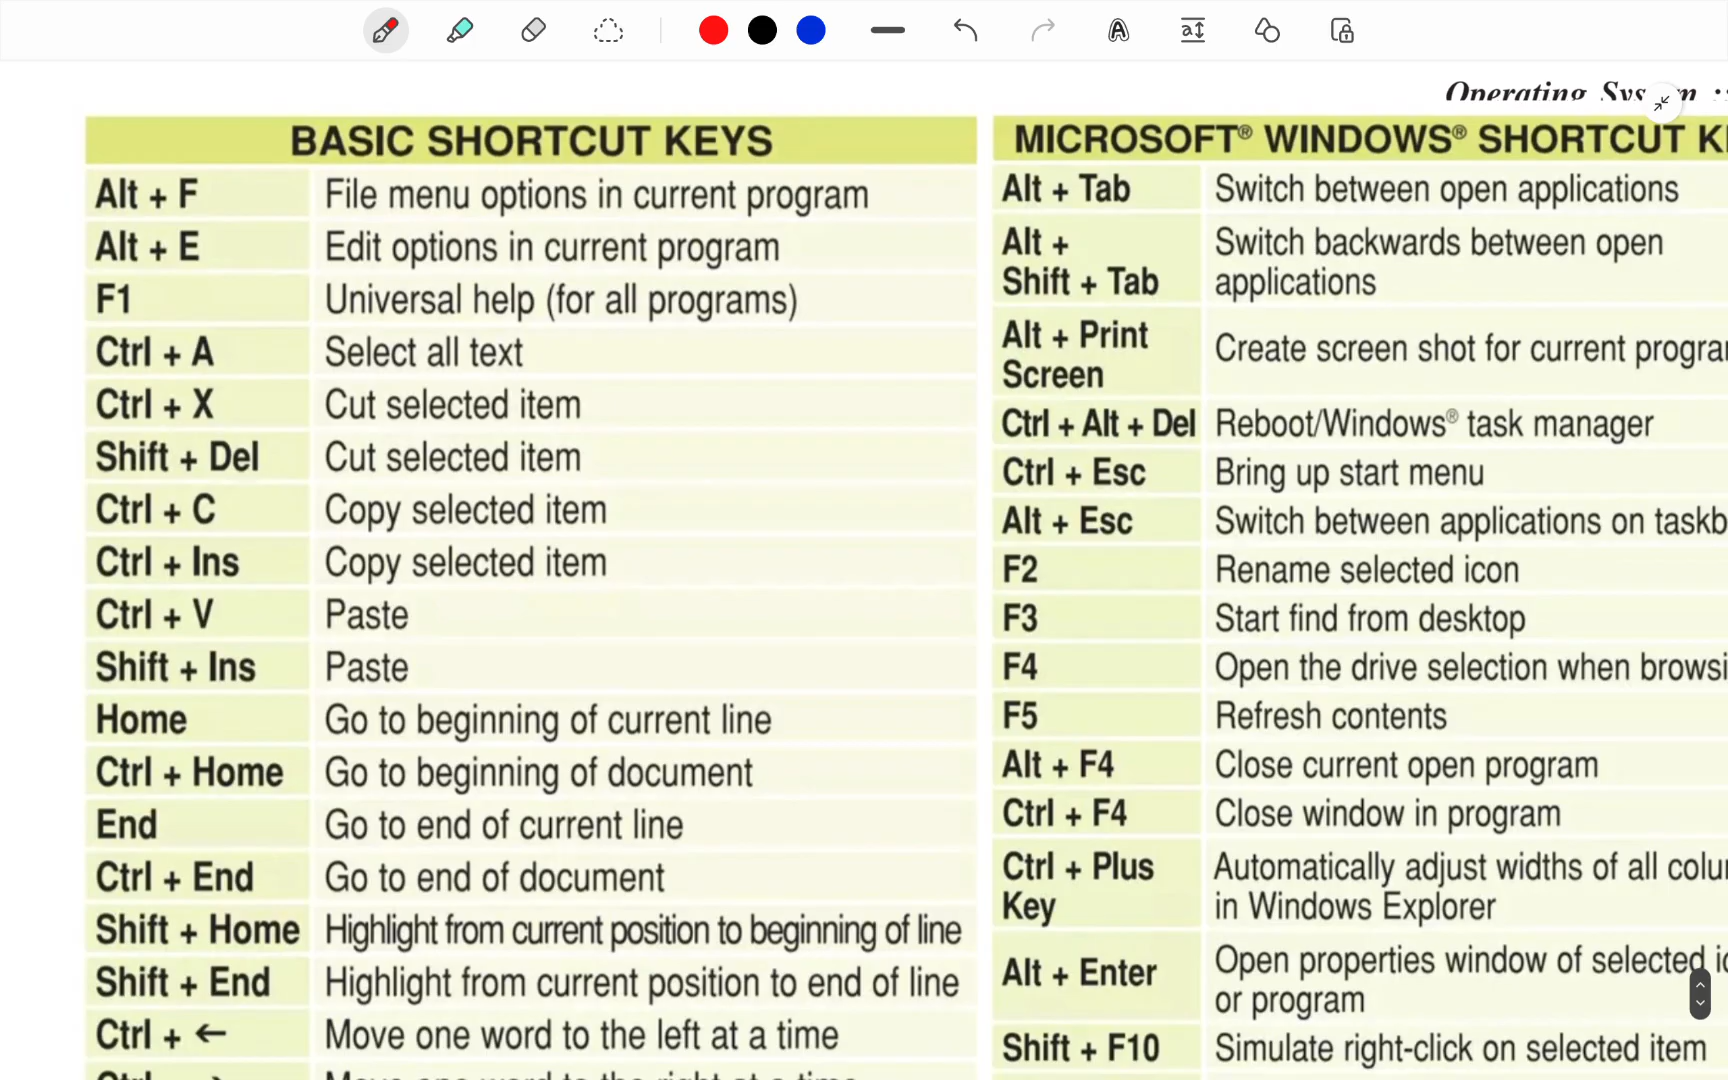 Operating Sys
BASIC SHORTCUT KEYS
Alt + F File menu options in current program
Alt + E Edit options in current program
F1 Universal help (for all programs)
Ctrl + A Select all text
Ctrl + X Cut selected item
Shift + Del Cut selected item
Ctrl + C Copy selected item
Ctrl + Ins Copy selected item
Ctrl + V Paste
Shift + Ins Paste
Home Go to beginning of current line
Ctrl + Home Go to beginning of document
End Go to end of current line
Ctrl + End Go to end of document
Shift + Home Highlight from current position to beginning of line
Shift + End Highlight from current position to end of line
Ctrl + ← Move one word to the left at a time
MICROSOFT® WINDOWS® SHORTCUT
Alt + Tab Switch between open applications
Alt + Switch backwards between open
Shift + Tab applications
Alt + Print
Screen Create screen shot for current
Ctrl + Alt + Del Reboot/Windows® task manager
Ctrl + Esc Bring up start menu
Alt + Esc Switch between applications on
F2 Rename selected icon
F3 Start find from desktop
F4 Open the drive selection when
F5 Refresh contents
Alt + F4 Close current open program
Ctrl + F4 Close window in program
Ctrl + Plus Automatically adjust widths of all
Key in Windows Explorer
Alt + Enter Open properties window of selected
or program
Shift + F10 Simulate right-click on selected item